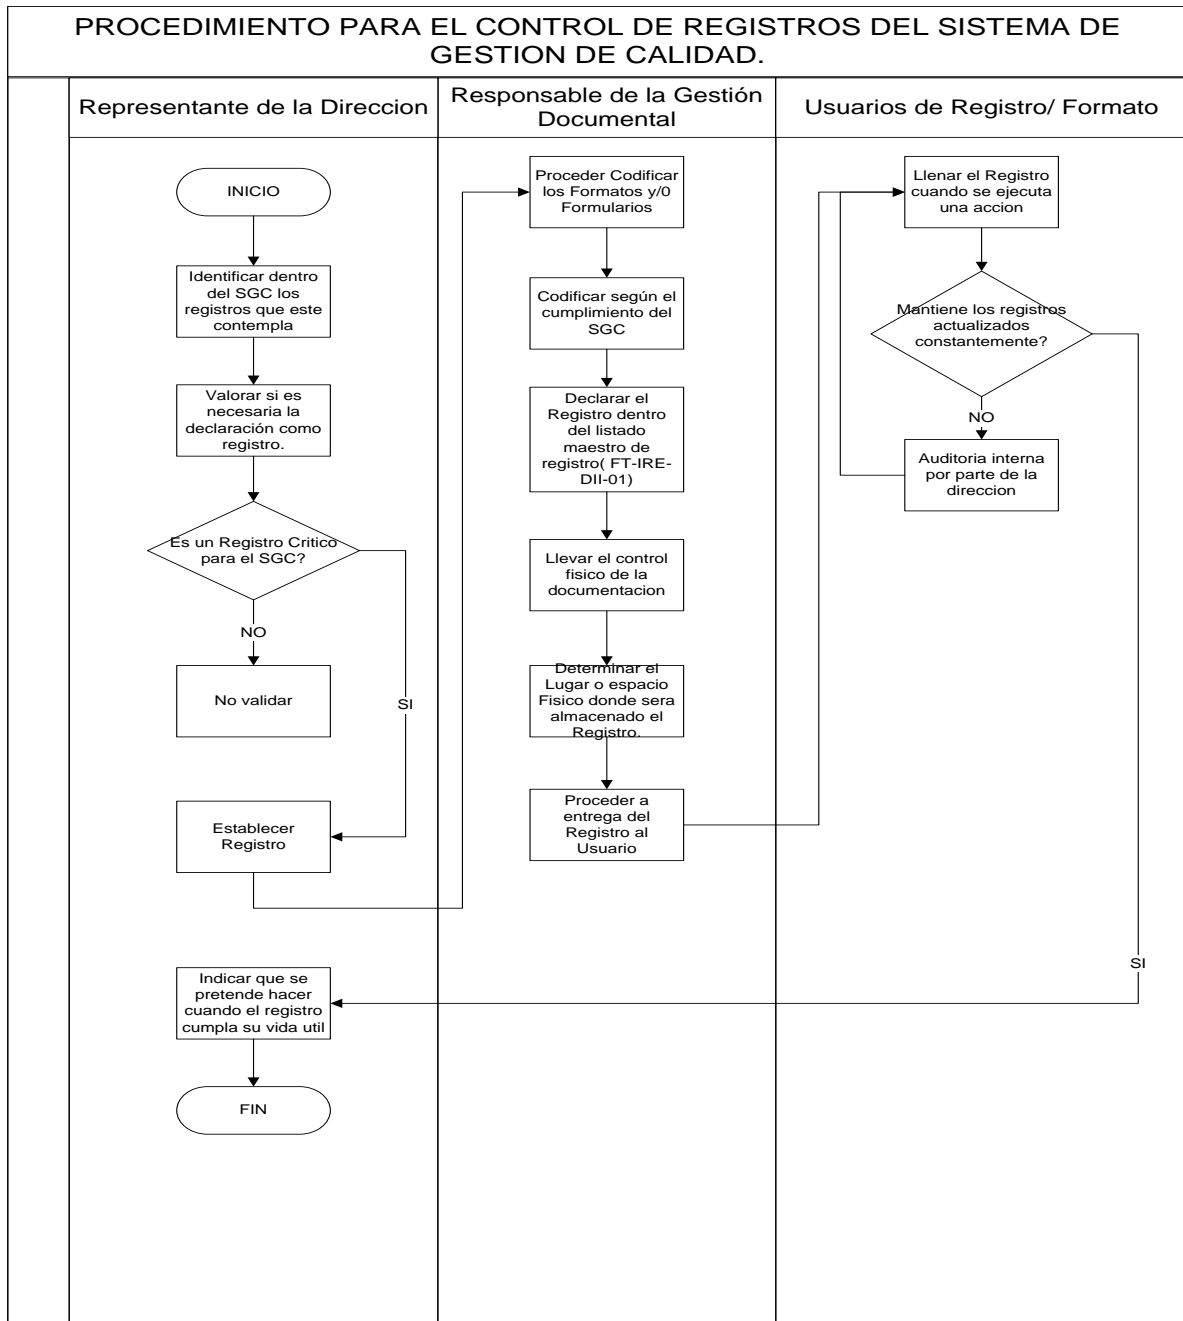 PROCEDIMIENTO PARA EL CONTROL DE REGISTROS DEL SISTEMA DE
GESTION DE CALIDAD.
Representante de la Direccion
Responsable de la Gestión
Documental
Usuarios de Registro/ Formato
INICIO
Identificar dentro
del SGC los
registros que este
contempla
Valorar si es
necesaria la
declaración como
registro.
Es un Registro Critico
para el SGC?
NO
No validar
SI
Establecer
Registro
Indicar que se
pretende hacer
cuando el registro
cumpla su vida util
FIN
Proceder Codificar
los Formatos y/0
Formularios
Codificar según el
cumplimiento del
SGC
Declarar el
Registro dentro
del listado
maestro de
registro( FT-IRE-
DII-01)
Llevar el control
fisico de la
documentacion
Determinar el
Lugar o espacio
Fisico donde sera
almacenado el
Registro.
Proceder a
entrega del
Registro al
Usuario
Llenar el Registro
cuando se ejecuta
una accion
Mantiene los registros
actualizados
constantemente?
NO
Auditoria interna
por parte de la
direccion
SI